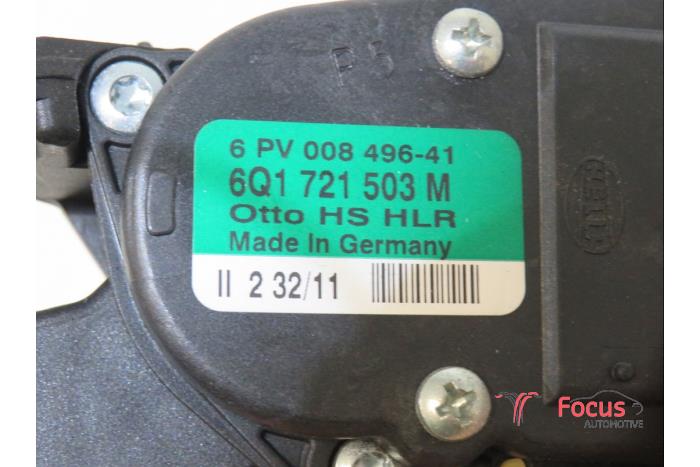 P 5
6 PV 008 496-41
6Q1 721 503 M
Otto HS HLR
Made In Germany
II 2 32/11
HELLA
Focus
AUTOMOTIVE